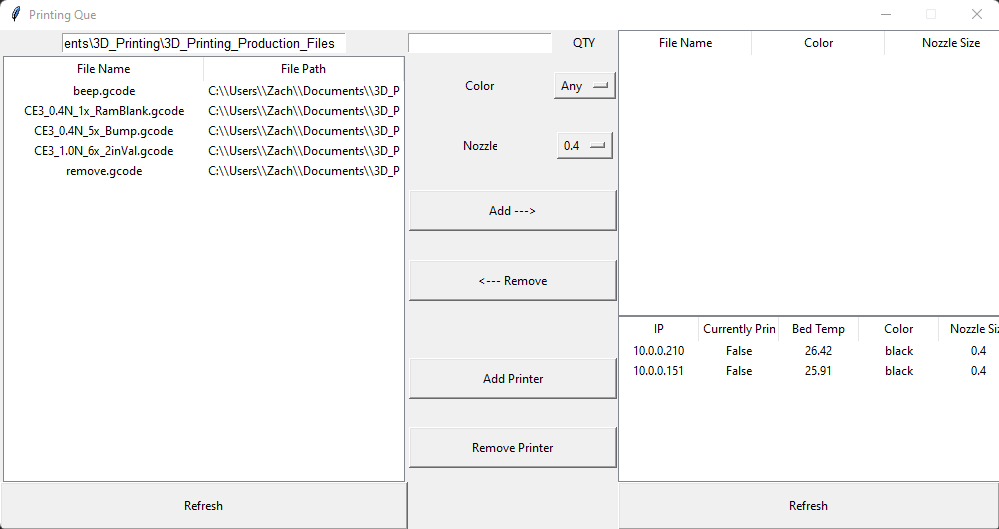 Printing Que
ents\3D_Printing\3D_Printing_Production_Files
QTY
File Name File Path
beep.gcode C:\\Users\\Zach\\Documents\\3D_P
CE3_0.4N_1x_RamBlank.gcode C:\\Users\\Zach\\Documents\\3D_P
CE3_0.4N_5x_Bump.gcode C:\\Users\\Zach\\Documents\\3D_P
CE3_1.0N_6x_2inVal.gcode C:\\Users\\Zach\\Documents\\3D_P
remove.gcode C:\\Users\\Zach\\Documents\\3D_P
Refresh
Color Any
Nozzle 0.4
Add --->
<--- Remove
Add Printer
Remove Printer
File Name Color Nozzle Size
IP Currently Prin Bed Temp Color Nozzle Siz
10.0.0.210 False 26.42 black 0.4
10.0.0.151 False 25.91 black 0.4
Refresh